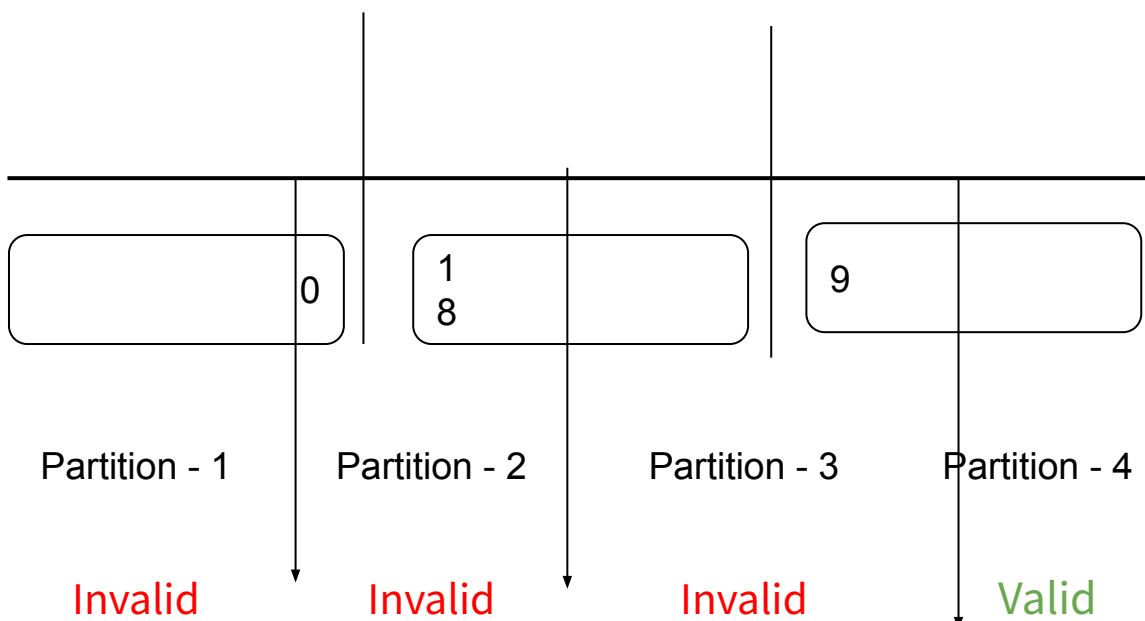 0
1
8
9
Partition - 1
Partition - 2
Partition - 3
Partition - 4
Invalid
Invalid
Invalid
Valid